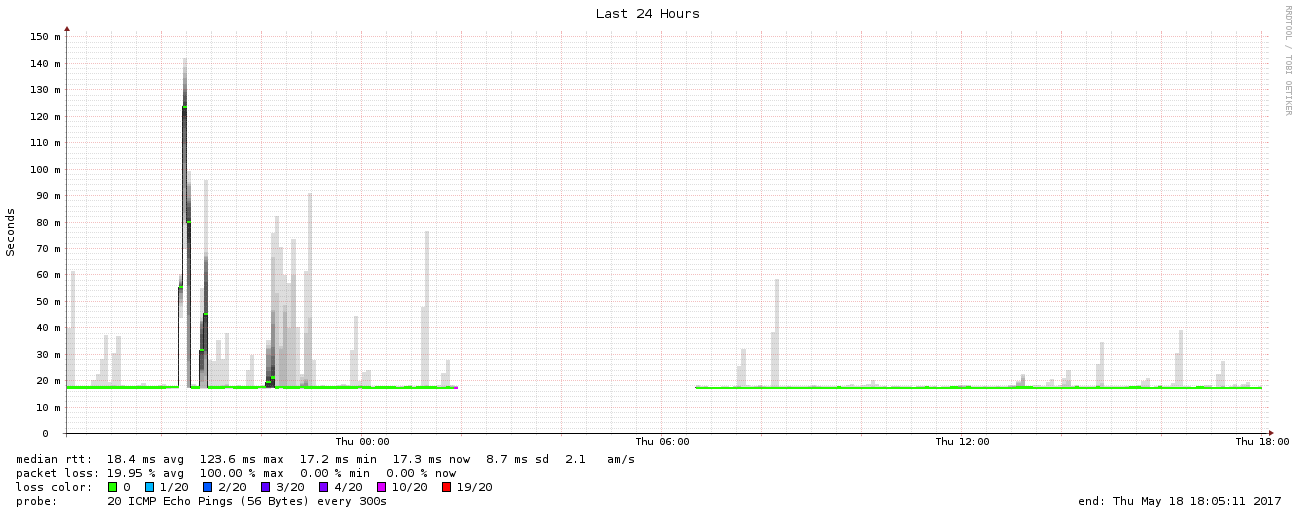 Last 24 Hours
RRDTOOL / TOBI OETIKER
Seconds
150 m
140 m
130 m
120 m
110 m
100 m
90 m
80 m
70 m
60 m
50 m
40 m
30 m
20 m
10 m
0
Thu 00:00 Thu 06:00 Thu 12:00 Thu 18:00
median rtt: 18.4 ms avg 123.6 ms max 17.2 ms min 17.3 ms now 8.7 ms sd 2.1 am/s
packet loss: 19.95 % avg 100.00 % max 0.00 % min 0.00 % now
loss color: 0 1/20 2/20 3/20 4/20 10/20 19/20
probe: 20 ICMP Echo Pings (56 Bytes) every 300s end: Thu May 18 18:05:11 2017